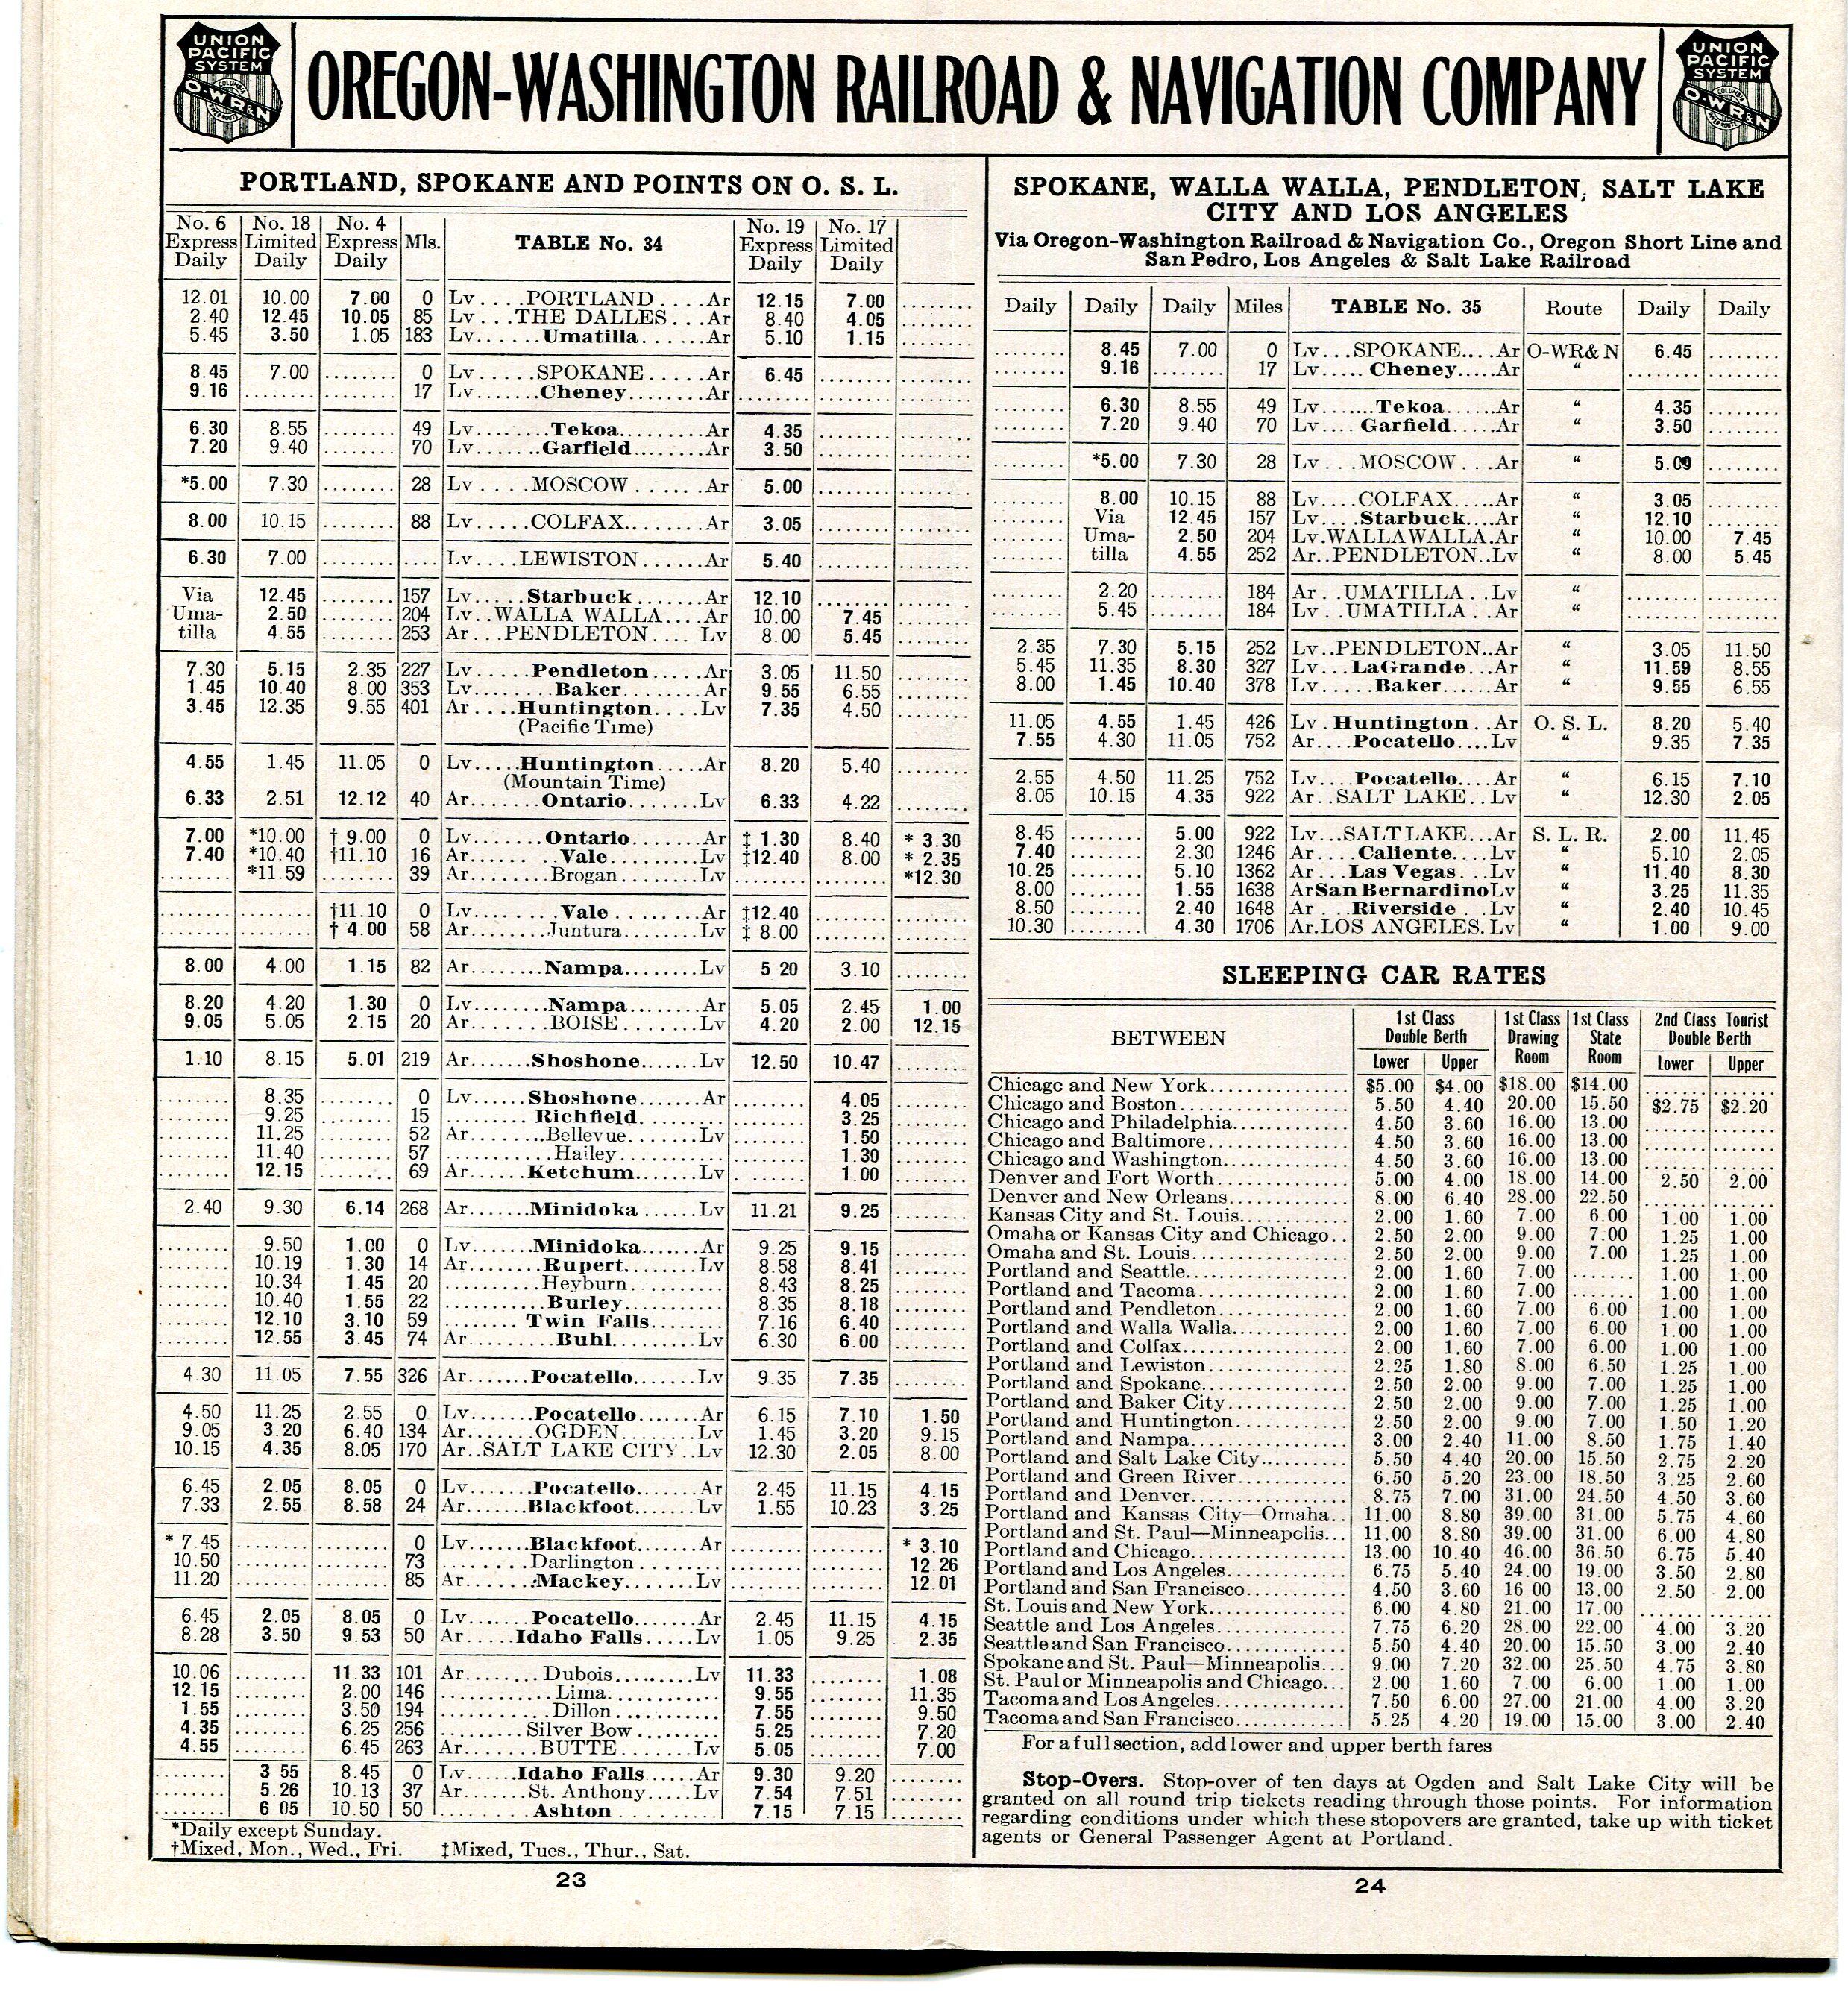 UNION
PACIFIC
SYSTEM
O-W R & N
OREGON-WASHINGTON RAILROAD & NAVIGATION COMPANY
UNION
PACIFIC
SYSTEM
O-W R & N
PORTLAND, SPOKANE AND POINTS ON O. S. L.
No. 6 Express Daily | No. 18 Limited Daily | No. 4 Express Daily | Mls. | TABLE No. 34 | No. 19 Express Daily | No. 17 Limited Daily
12.01 10.00 7.00 0 Lv....PORTLAND....Ar 12.15 7.00 ........
2.40 12.45 10.05 85 Lv...THE DALLES...Ar 8.40 4.05 ........
5.45 3.50 1.05 183 Lv......Umatilla......Ar 5.10 1.15 ........
8.45 7.00 ........ 0 Lv.....SPOKANE.....Ar 6.45 ........ ........
9.16 ........ ........ 17 Lv.......Cheney........Ar ........ ........ ........
6.30 8.55 ........ 49 Lv........Tekoa........Ar 4.35 ........ ........
7.20 9.40 ........ 70 Lv.......Garfield.......Ar 3.50 ........ ........
*5.00 7.30 ........ 28 Lv.....MOSCOW......Ar 5.00 ........ ........
8.00 10.15 ........ 88 Lv.....COLFAX........Ar 3.05 ........ ........
6.30 7.00 ........ .... Lv....LEWISTON......Ar 5.40 ........ ........
Via 12.45 ........ 157 Lv.....Starbuck.......Ar 12.10 ........ ........
Uma- 2.50 ........ 204 Lv..WALLA WALLA....Ar 10.00 7.45 ........
tilla 4.55 ........ 253 Ar...PENDLETON....Lv 8.00 5.45 ........
7.30 5.15 2.35 227 Lv......Pendleton.....Ar 3.05 11.50 ........
1.45 10.40 8.00 353 Lv........Baker........Ar 9.55 6.55 ........
3.45 12.35 9.55 401 Ar....Huntington....Lv 7.35 4.50 ........
(Pacific Time)
4.55 1.45 11.05 0 Lv.....Huntington.....Ar 8.20 5.40 ........
(Mountain Time)
6.33 2.51 12.12 40 Ar.......Ontario.......Lv 6.33 4.22 ........
7.00 *10.00 † 9.00 0 Lv.......Ontario.......Ar ‡ 1.30 8.40 * 3.30
7.40 *10.40 †11.10 16 Ar........Vale.........Lv ‡12.40 8.00 * 2.35
........ *11.59 ........ 39 Ar.......Brogan........Lv ........ ........ *12.30
........ ........ †11.10 0 Lv........Vale........Ar ‡12.40 ........ ........
........ ........ † 4.00 58 Ar.......Juntura.......Lv ‡ 8.00 ........ ........
8.00 4.00 1.15 82 Ar.......Nampa.......Lv 5 20 3.10 ........
8.20 4.20 1.30 0 Lv.......Nampa.......Ar 5.05 2.45 1.00
9.05 5.05 2.15 20 Ar.......BOISE.......Lv 4.20 2.00 12.15
1.10 8.15 5.01 219 Ar......Shoshone......Lv 12.50 10.47 ........
........ 8.35 ........ 0 Lv......Shoshone......Ar ........ 4.05
........ 9.25 ........ 15 ........Richfield........ ........ 3.25
........ 11.25 ........ 52 Ar.......Bellevue.......Lv ........ 1.50
........ 11.40 ........ 57 ........Hailey........ ........ 1.30
........ 12.15 ........ 69 Ar......Ketchum......Lv ........ 1.00
2.40 9.30 6.14 268 Ar......Minidoka......Lv 11.21 9.25 ........
........ 9.50 1.00 0 Lv......Minidoka......Ar 9.25 9.15 ........
........ 10.19 1.30 14 Ar.......Rupert.......Lv 8.58 8.41 ........
........ 10.34 1.45 20 ........Heyburn........ 8.43 8.25 ........
........ 10.40 1.55 22 ........Burley........ 8.35 8.18 ........
........ 12.10 3.10 59 ........Twin Falls........ 7.16 6.40 ........
........ 12.55 3.45 74 Ar........Buhl........Lv 6.30 6.00 ........
4.30 11.05 7.55 326 Ar......Pocatello......Lv 9.35 7.35 ........
4.50 11.25 2.55 0 Lv......Pocatello......Ar 6.15 7.10 1.50
9.05 3.20 6.40 134 Ar.......OGDEN.......Lv 1.45 3.20 9.15
10.15 4.35 8.05 170 Ar..SALT LAKE CITY..Lv 12.30 2.05 8.00
6.45 2.05 8.05 0 Lv......Pocatello......Ar 2.45 11.15 4.15
7.33 2.55 8.58 24 Ar......Blackfoot......Lv 1.55 10.23 3.25
* 7.45 ........ ........ 0 Lv......Blackfoot......Ar ........ ........ * 3.10
10.50 ........ ........ 73 ........Darlington........ ........ ........ 12.26
11.20 ........ ........ 85 Ar.......Mackey.......Lv ........ ........ 12.01
6.45 2.05 8.05 0 Lv......Pocatello......Ar 2.45 11.15 4.15
8.28 3.50 9.53 50 Ar.....Idaho Falls.....Lv 1.05 9.25 2.35
10.06 ........ 11.33 101 Ar.......Dubois.......Lv 11.33 ........ 1.08
12.15 ........ 2.00 146 ........Lima........ 9.55 ........ 11.35
1.55 ........ 3.50 194 ........Dillon........ 7.55 ........ 9.50
4.35 ........ 6.25 256 ........Silver Bow........ 5.25 ........ 7.20
4.55 ........ 6.45 263 Ar.......BUTTE.......Lv 5.05 ........ 7.00
........ 3 55 8.45 0 Lv.....Idaho Falls.....Ar 9.30 9.20 ........
........ 5.26 10.13 37 Ar......St. Anthony.....Lv 7.54 7.51 ........
........ 6 05 10.50 50 ........Ashton........ 7.15 7.15 ........
*Daily except Sunday.
†Mixed, Mon., Wed., Fri. ‡Mixed, Tues., Thur., Sat.
23
SPOKANE, WALLA WALLA, PENDLETON, SALT LAKE
CITY AND LOS ANGELES
Via Oregon-Washington Railroad & Navigation Co., Oregon Short Line and
San Pedro, Los Angeles & Salt Lake Railroad
Daily | Daily | Daily | Miles | TABLE No. 35 | Route | Daily | Daily
........ 8.45 7.00 0 Lv...SPOKANE....Ar O-WR&N 6.45 ........
........ 9.16 ........ 17 Lv.....Cheney.....Ar “ ........ ........
........ 6.30 8.55 49 Lv.......Tekoa......Ar “ 4.35 ........
........ 7.20 9.40 70 Lv....Garfield.....Ar “ 3.50 ........
........ *5.00 7.30 28 Lv...MOSCOW...Ar “ 5.00 ........
........ 8.00 10.15 88 Lv....COLFAX.....Ar “ 3.05 ........
........ Via 12.45 157 Lv....Starbuck....Ar “ 12.10 ........
........ Uma- 2.50 204 Lv.WALLA WALLA.Ar “ 10.00 7.45
........ tilla 4.55 252 Ar..PENDLETON..Lv “ 8.00 5.45
........ 2.20 ........ 184 Ar..UMATILLA..Lv “ ........ ........
........ 5.45 ........ 184 Lv..UMATILLA...Ar “ ........ ........
2.35 7.30 5.15 252 Lv..PENDLETON..Ar “ 3.05 11.50
5.45 11.35 8.30 327 Lv...LaGrande...Ar “ 11.59 8.55
8.00 1.45 10.40 378 Lv.....Baker......Ar “ 9.55 6.55
11.05 4.55 1.45 426 Lv.Huntington..Ar O. S. L. 8.20 5.40
7.55 4.30 11.05 752 Ar....Pocatello....Lv “ 9.35 7.35
2.55 4.50 11.25 752 Lv....Pocatello....Ar “ 6.15 7.10
8.05 10.15 4.35 922 Ar..SALT LAKE..Lv “ 12.30 2.05
8.45 ........ 5.00 922 Lv...SALT LAKE...Ar S. L. R. 2.00 11.45
7.40 ........ 2.30 1246 Ar....Caliente....Lv “ 5.10 2.05
10.25 ........ 5.10 1362 Ar...Las Vegas...Lv “ 11.40 8.30
8.00 ........ 1.55 1638 Ar San Bernardino Lv “ 3.25 11.35
8.50 ........ 2.40 1648 Ar...Riverside...Lv “ 2.40 10.45
10.30 ........ 4.30 1706 Ar.LOS ANGELES.Lv “ 1.00 9.00
SLEEPING CAR RATES
BETWEEN | 1st Class Double Berth Lower Upper | 1st Class Drawing Room | 1st Class State Room | 2nd Class Tourist Double Berth Lower Upper
Chicago and New York........ $5.00 $4.00 $18.00 $14.00 ........ ........
Chicago and Boston........ 5.50 4.40 20.00 15.50 $2.75 $2.20
Chicago and Philadelphia........ 4.50 3.60 16.00 13.00 ........ ........
Chicago and Baltimore........ 4.50 3.60 16.00 13.00 ........ ........
Chicago and Washington........ 4.50 3.60 16.00 13.00 ........ ........
Denver and Fort Worth........ 5.00 4.00 18.00 14.00 2.50 2.00
Denver and New Orleans........ 8.00 6.40 28.00 22.50 ........ ........
Kansas City and St. Louis........ 2.00 1.60 7.00 6.00 1.00 1.00
Omaha or Kansas City and Chicago.. 2.50 2.00 9.00 7.00 1.25 1.00
Omaha and St. Louis........ 2.50 2.00 9.00 7.00 1.25 1.00
Portland and Seattle........ 2.00 1.60 7.00 ........ 1.00 1.00
Portland and Tacoma........ 2.00 1.60 7.00 ........ 1.00 1.00
Portland and Pendleton........ 2.00 1.60 7.00 6.00 1.00 1.00
Portland and Walla Walla........ 2.00 1.60 7.00 6.00 1.00 1.00
Portland and Colfax........ 2.00 1.60 7.00 6.00 1.00 1.00
Portland and Lewiston........ 2.25 1.80 8.00 6.50 1.25 1.00
Portland and Spokane........ 2.50 2.00 9.00 7.00 1.25 1.00
Portland and Baker City........ 2.50 2.00 9.00 7.00 1.25 1.00
Portland and Huntington........ 2.50 2.00 9.00 7.00 1.50 1.20
Portland and Nampa........ 3.00 2.40 11.00 8.50 1.75 1.40
Portland and Salt Lake City........ 5.50 4.40 20.00 15.50 2.75 2.20
Portland and Green River........ 6.50 5.20 23.00 18.50 3.25 2.60
Portland and Denver........ 8.75 7.00 31.00 24.50 4.50 3.60
Portland and Kansas City—Omaha.. 11.00 8.80 39.00 31.00 5.75 4.60
Portland and St. Paul—Minneapolis... 11.00 8.80 39.00 31.00 6.00 4.80
Portland and Chicago........ 13.00 10.40 46.00 36.50 6.75 5.40
Portland and Los Angeles........ 6.75 5.40 24.00 19.00 3.50 2.80
Portland and San Francisco........ 4.50 3.60 16 00 13.00 2.50 2.00
St. Louis and New York........ 6.00 4.80 21.00 17.00 ........ ........
Seattle and Los Angeles........ 7.75 6.20 28.00 22.00 4.00 3.20
Seattle and San Francisco........ 5.50 4.40 20.00 15.50 3.00 2.40
Spokane and St. Paul—Minneapolis... 9.00 7.20 32.00 25.50 4.75 3.80
St. Paul or Minneapolis and Chicago... 2.00 1.60 7.00 6.00 1.00 1.00
Tacoma and Los Angeles........ 7.50 6.00 27.00 21.00 4.00 3.20
Tacoma and San Francisco........ 5.25 4.20 19.00 15.00 3.00 2.40
For a full section, add lower and upper berth fares
Stop-Overs. Stop-over of ten days at Ogden and Salt Lake City will be
granted on all round trip tickets reading through those points. For information
regarding conditions under which these stopovers are granted, take up with ticket
agents or General Passenger Agent at Portland.
24